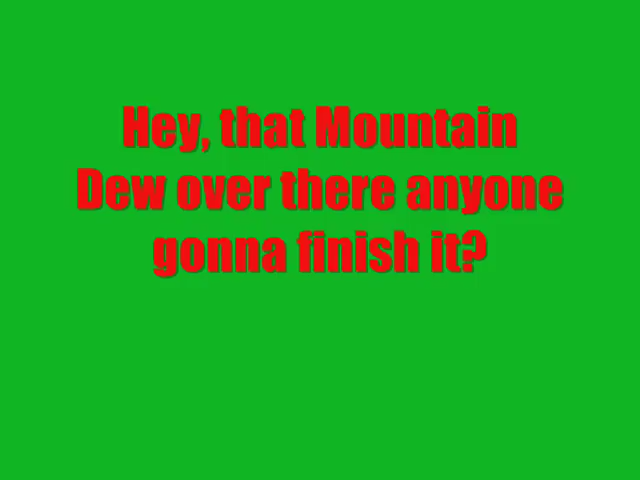 Hey, that Mountain
Dew over there anyone
gonna finish it?